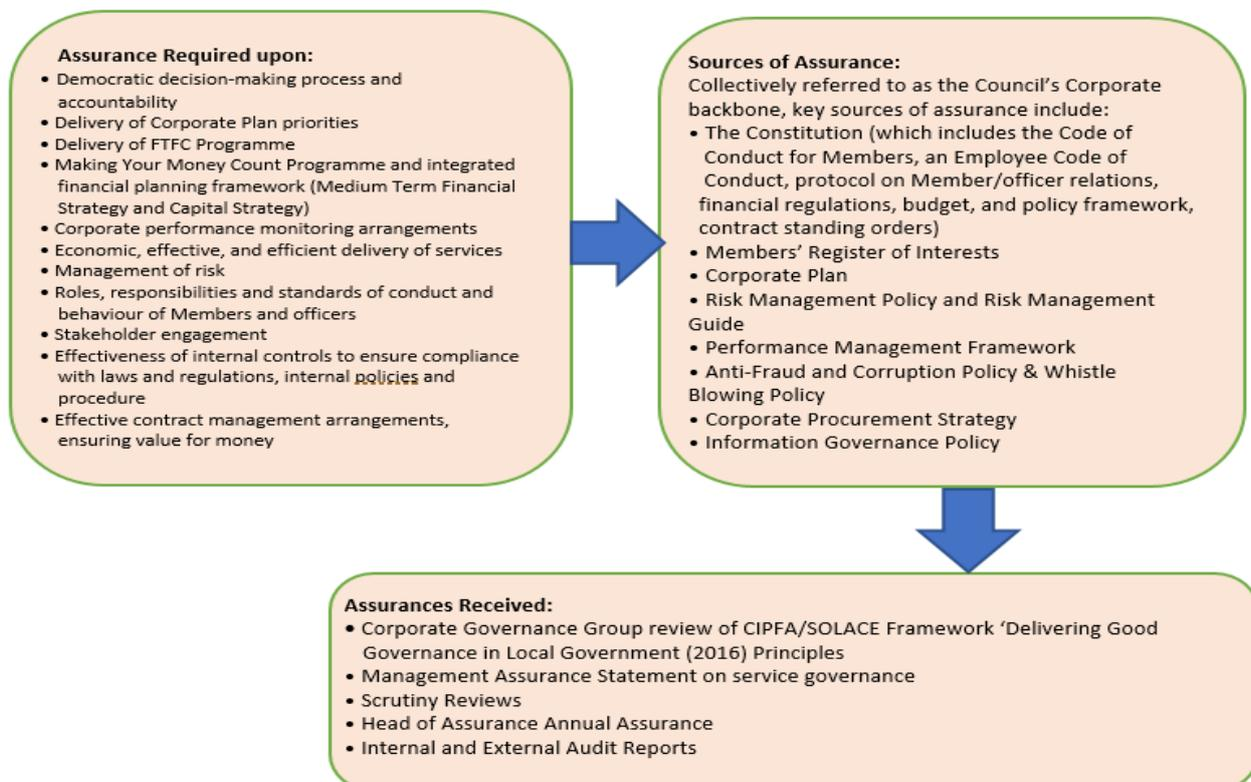 Assurance Required upon:
• Democratic decision-making process and
accountability
• Delivery of Corporate Plan priorities
• Delivery of FTFC Programme
• Making Your Money Count Programme and integrated
financial planning framework (Medium Term Financial
Strategy and Capital Strategy)
• Corporate performance monitoring arrangements
• Economic, effective, and efficient delivery of services
• Management of risk
• Roles, responsibilities and standards of conduct and
behaviour of Members and officers
• Stakeholder engagement
• Effectiveness of internal controls to ensure compliance
with laws and regulations, internal policies and
procedure
• Effective contract management arrangements,
ensuring value for money
Sources of Assurance:
Collectively referred to as the Council’s Corporate
backbone, key sources of assurance include:
• The Constitution (which includes the Code of
Conduct for Members, an Employee Code of
Conduct, protocol on Member/officer relations,
financial regulations, budget, and policy framework,
contract standing orders)
• Members’ Register of Interests
• Corporate Plan
• Risk Management Policy and Risk Management
Guide
• Performance Management Framework
• Anti-Fraud and Corruption Policy & Whistle
Blowing Policy
• Corporate Procurement Strategy
• Information Governance Policy
Assurances Received:
• Corporate Governance Group review of CIPFA/SOLACE Framework ‘Delivering Good
Governance in Local Government (2016) Principles
• Management Assurance Statement on service governance
• Scrutiny Reviews
• Head of Assurance Annual Assurance
• Internal and External Audit Reports